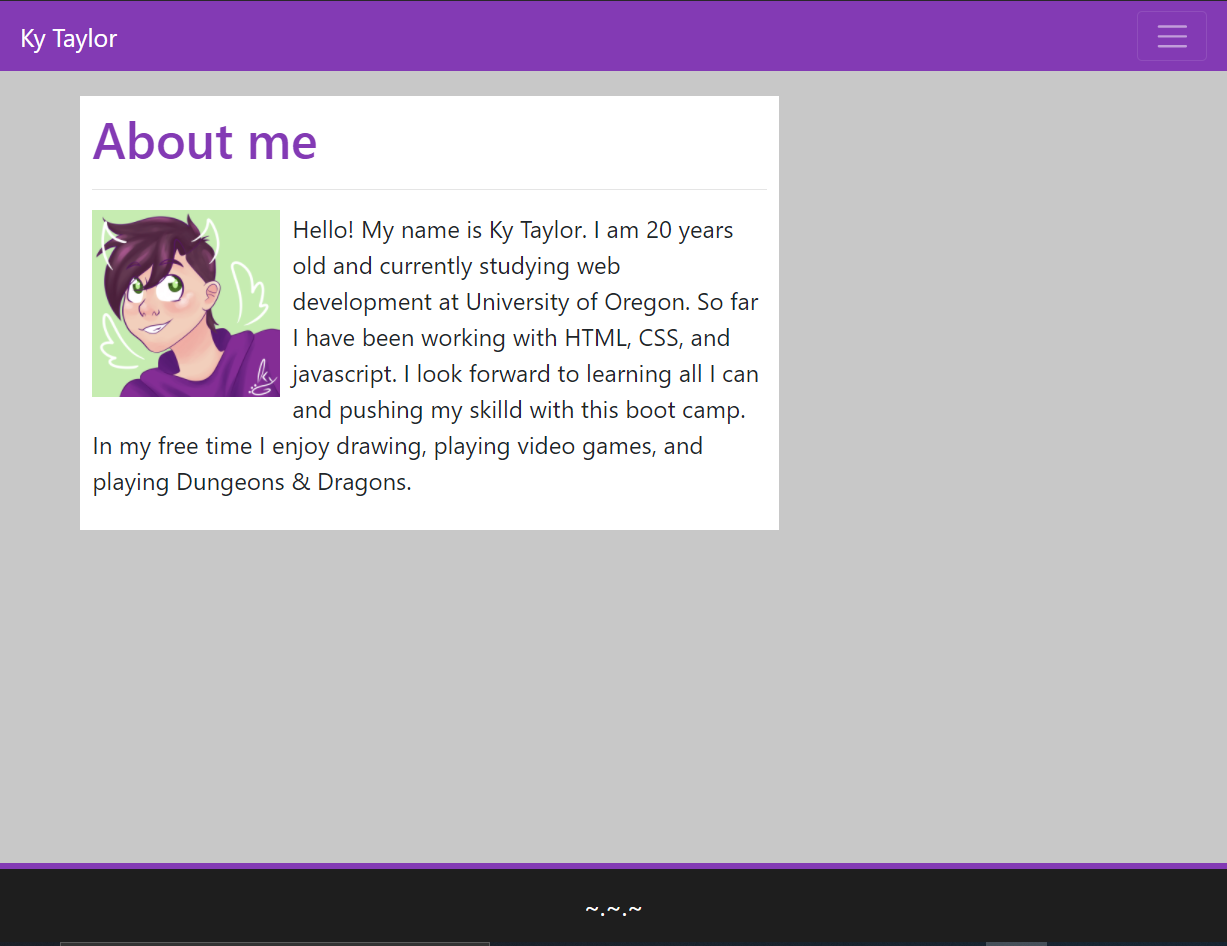 Ky Taylor
About me
Hello! My name is Ky Taylor. I am 20 years
old and currently studying web
development at University of Oregon. So far
I have been working with HTML, CSS, and
javascript. I look forward to learning all I can
and pushing my skilld with this boot camp.
In my free time I enjoy drawing, playing video games, and
playing Dungeons & Dragons.
~.~.~